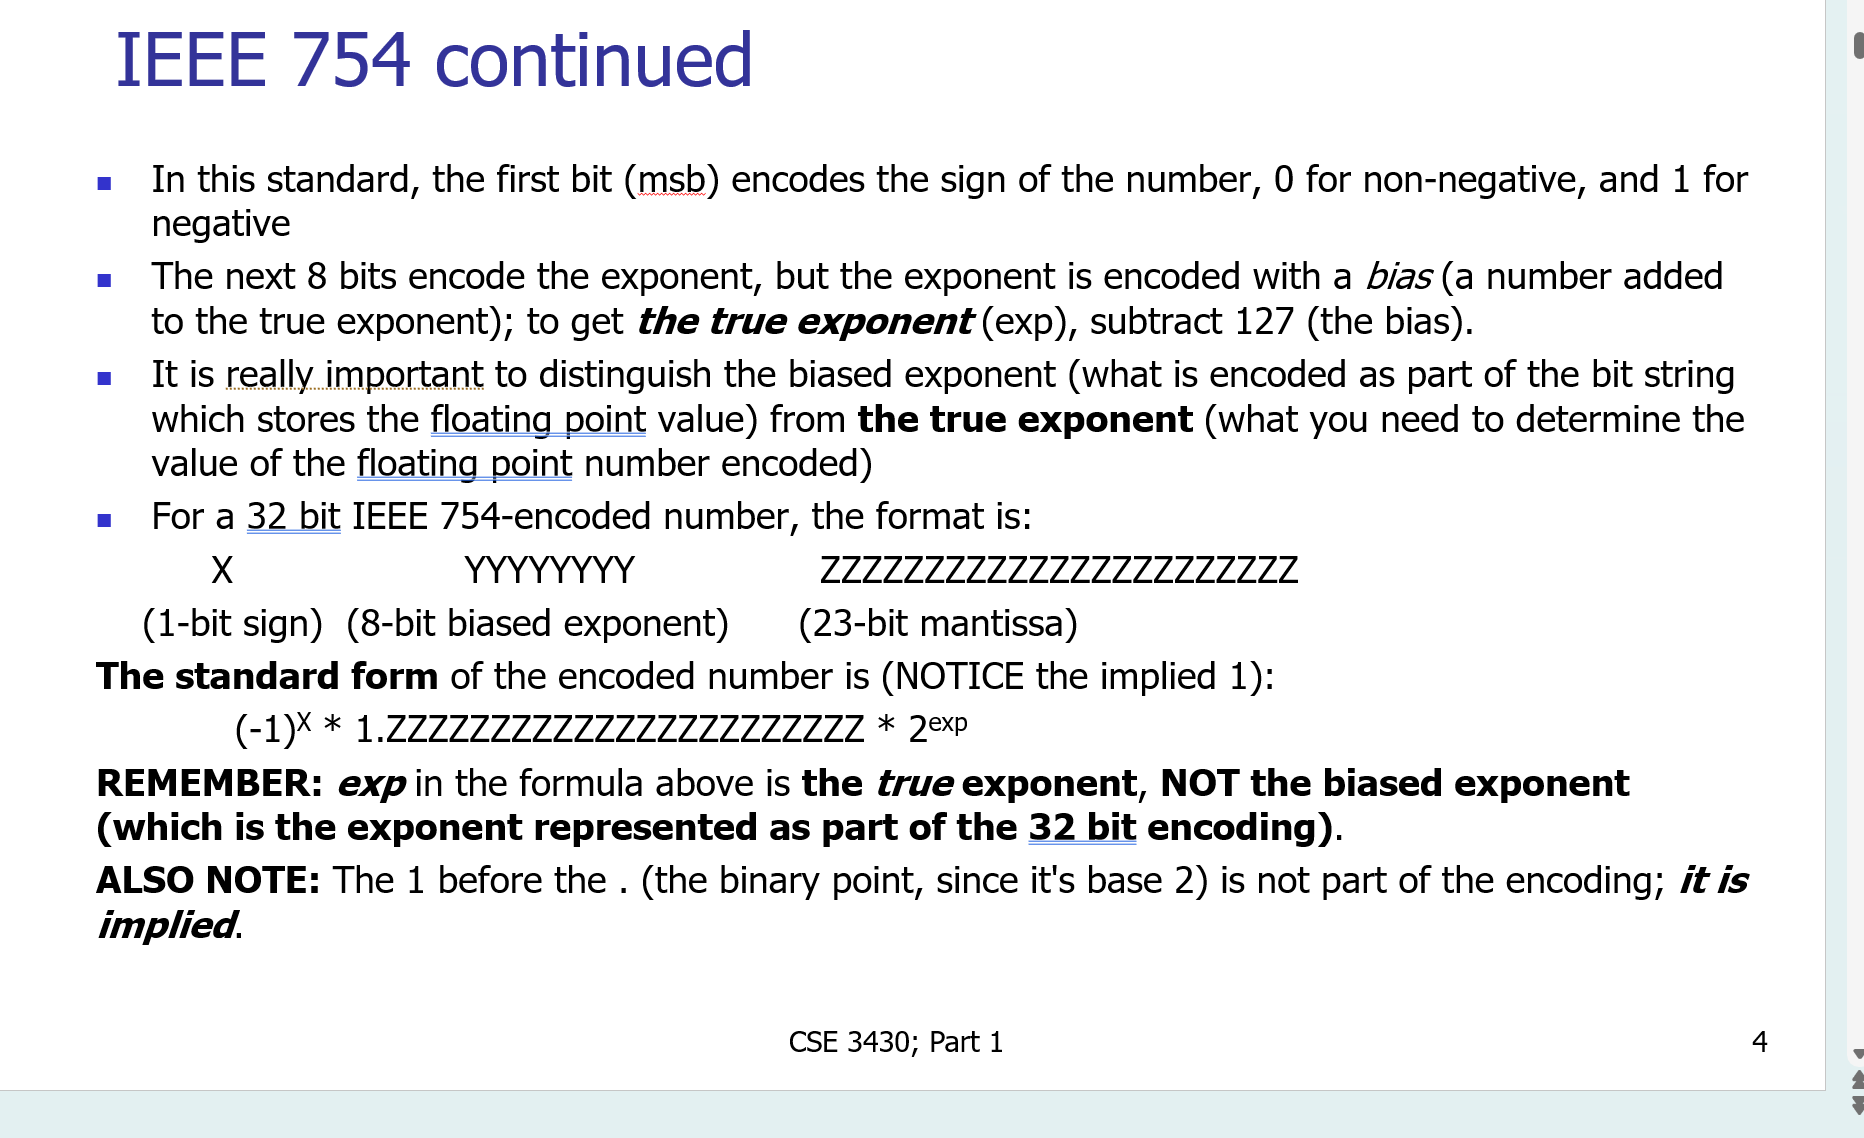 IEEE 754 continued
In this standard, the first bit (msb) encodes the sign of the number, 0 for non-negative, and 1 for
negative
The next 8 bits encode the exponent, but the exponent is encoded with a bias (a number added
to the true exponent); to get the true exponent (exp), subtract 127 (the bias).
It is really important to distinguish the biased exponent (what is encoded as part of the bit string
which stores the floating point value) from the true exponent (what you need to determine the
value of the floating point number encoded)
For a 32 bit IEEE 754-encoded number, the format is:
X YYYYYYYY ZZZZZZZZZZZZZZZZZZZZZZZ
(1-bit sign) (8-bit biased exponent) (23-bit mantissa)
The standard form of the encoded number is (NOTICE the implied 1):
(-1)X * 1.ZZZZZZZZZZZZZZZZZZZZZZZ * 2exp
REMEMBER: exp in the formula above is the true exponent, NOT the biased exponent
(which is the exponent represented as part of the 32 bit encoding).
ALSO NOTE: The 1 before the . (the binary point, since it's base 2) is not part of the encoding; it is
implied.
CSE 3430; Part 1
4